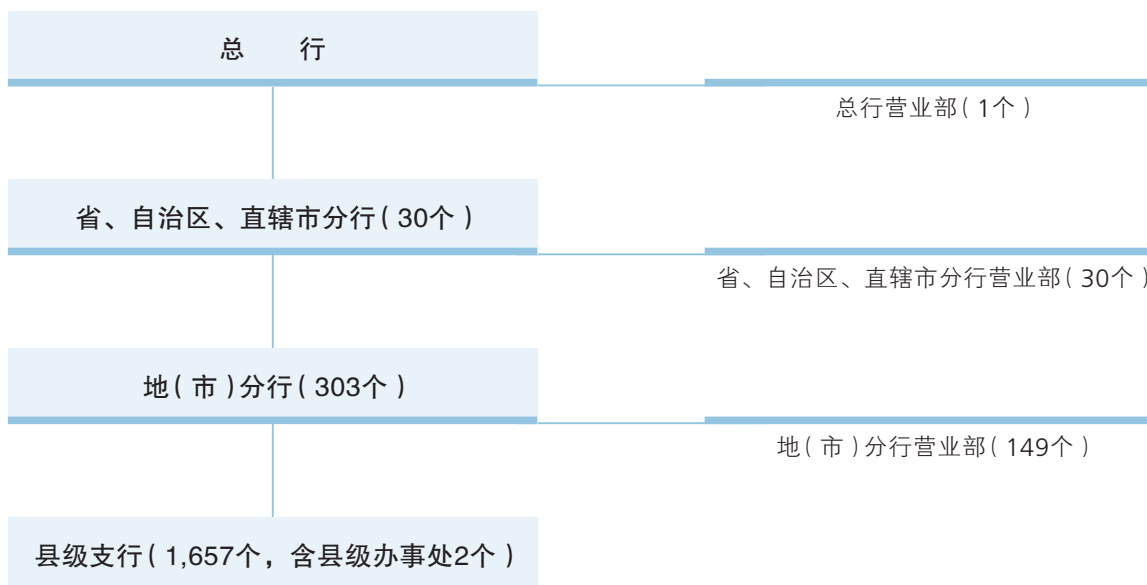 总 行
总行营业部(1个)
省、自治区、直辖市分行(30个)
省、自治区、直辖市分行营业部(30个)
地(市)分行(303个)
地(市)分行营业部(149个)
县级支行(1,657个，含县级办事处2个)